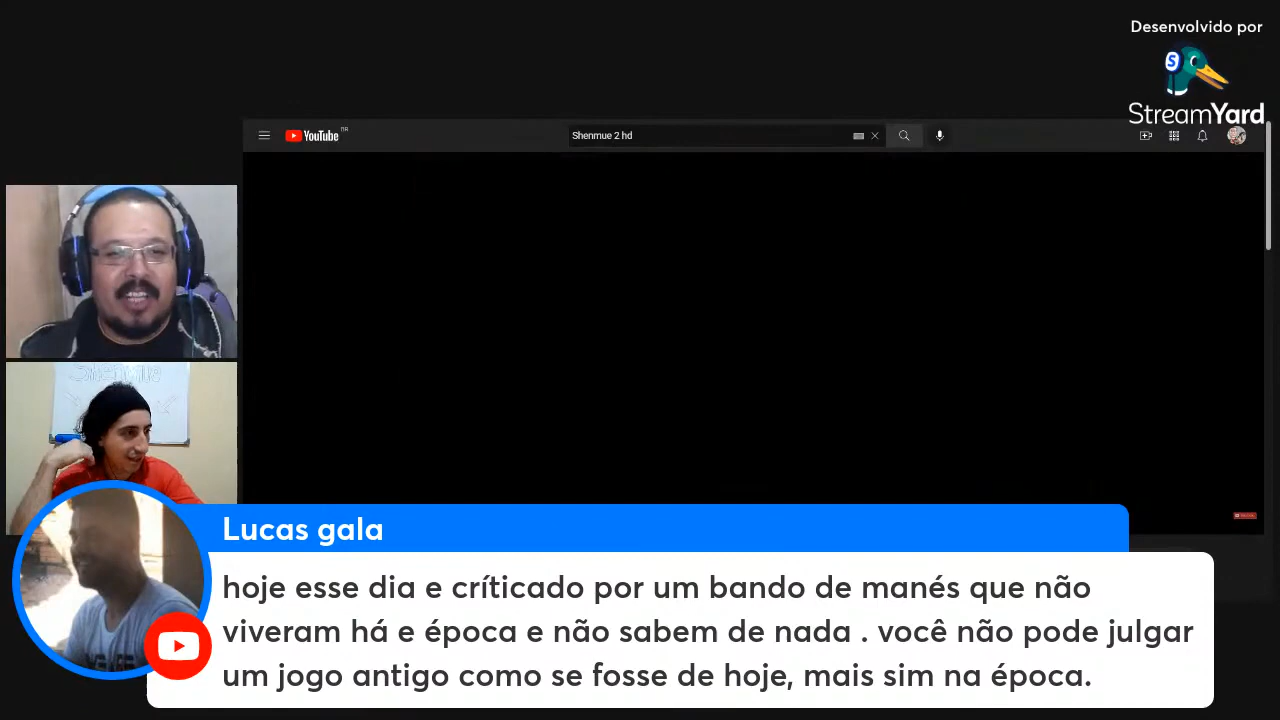 Desenvolvido por
StreamYard
YouTube BR
Shenmue 2 hd
Lucas gala
hoje esse dia e críticado por um bando de manés que não
viveram há e época e não sabem de nada . você não pode julgar
um jogo antigo como se fosse de hoje, mais sim na época.